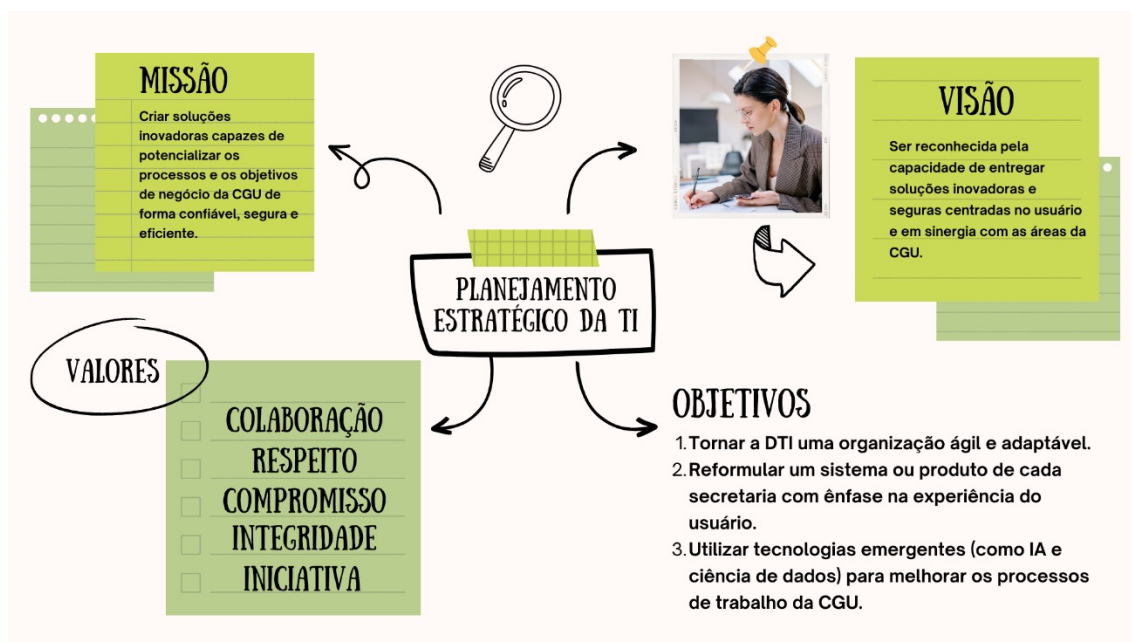 MISSÃO
Criar soluções
inovadoras capazes de
potencializar os
processos e os objetivos
de negócio da CGU de
forma confiável, segura e
eficiente.
VISÃO
Ser reconhecida pela
capacidade de entregar
soluções inovadoras e
seguras centradas no usuário
e em sinergia com as áreas da
CGU.
PLANEJAMENTO
ESTRATÉGICO DA TI
VALORES
COLABORAÇÃO
RESPEITO
COMPROMISSO
INTEGRIDADE
INICIATIVA
OBJETIVOS
1. Tornar a DTI uma organização ágil e adaptável.
2. Reformular um sistema ou produto de cada
secretaria com ênfase na experiência do
usuário.
3. Utilizar tecnologias emergentes (como IA e
ciência de dados) para melhorar os processos
de trabalho da CGU.